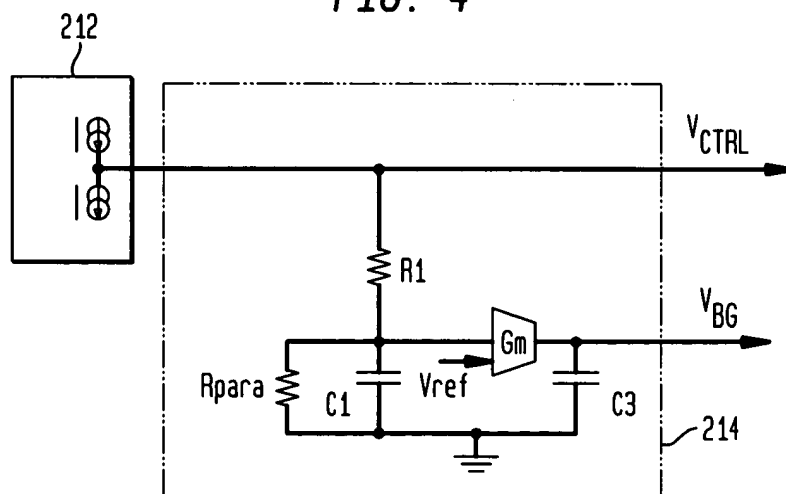 FIG. 4
212
I
I
VCTRL
R1
Gm
VBG
Rpara
C1
Vref
C3
214